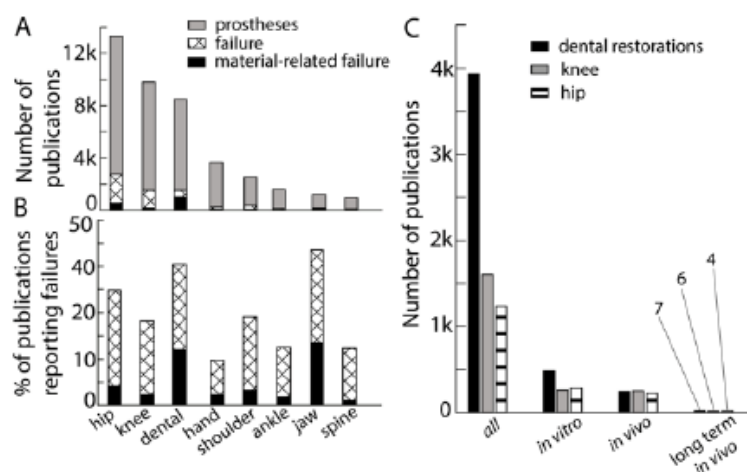 A
prostheses
failure
material-related failure
12k
8k
4k
0
Number of
publications
B
50
40
20
10
0
% of publications
reporting failures
hip
knee
dental
hand
shoulder
ankle
jaw
spine
C
dental restorations
knee
hip
4k
3k
2k
1k
0
Number of publications
7
6
4
all
in vitro
in vivo
long term
in vivo